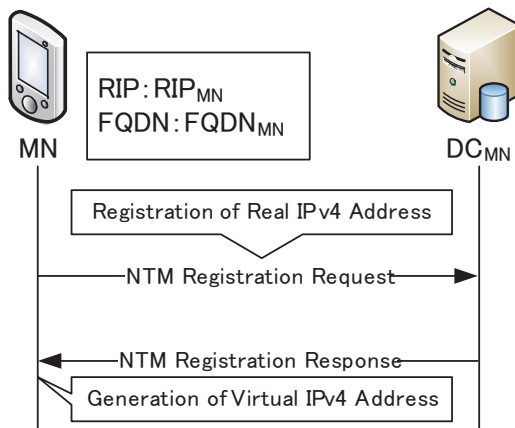 RIP:RIPMN
FQDN:FQDNMN
MN
DCMN
Registration of Real IPv4 Address
NTM Registration Request
NTM Registration Response
Generation of Virtual IPv4 Address